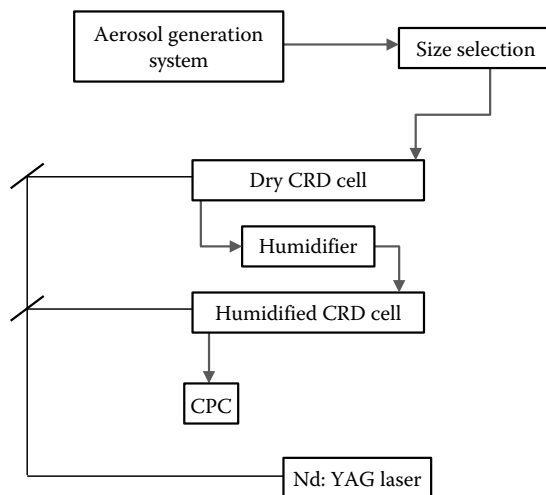 Aerosol generation
system
Size selection
Dry CRD cell
Humidifier
Humidified CRD cell
CPC
Nd: YAG laser